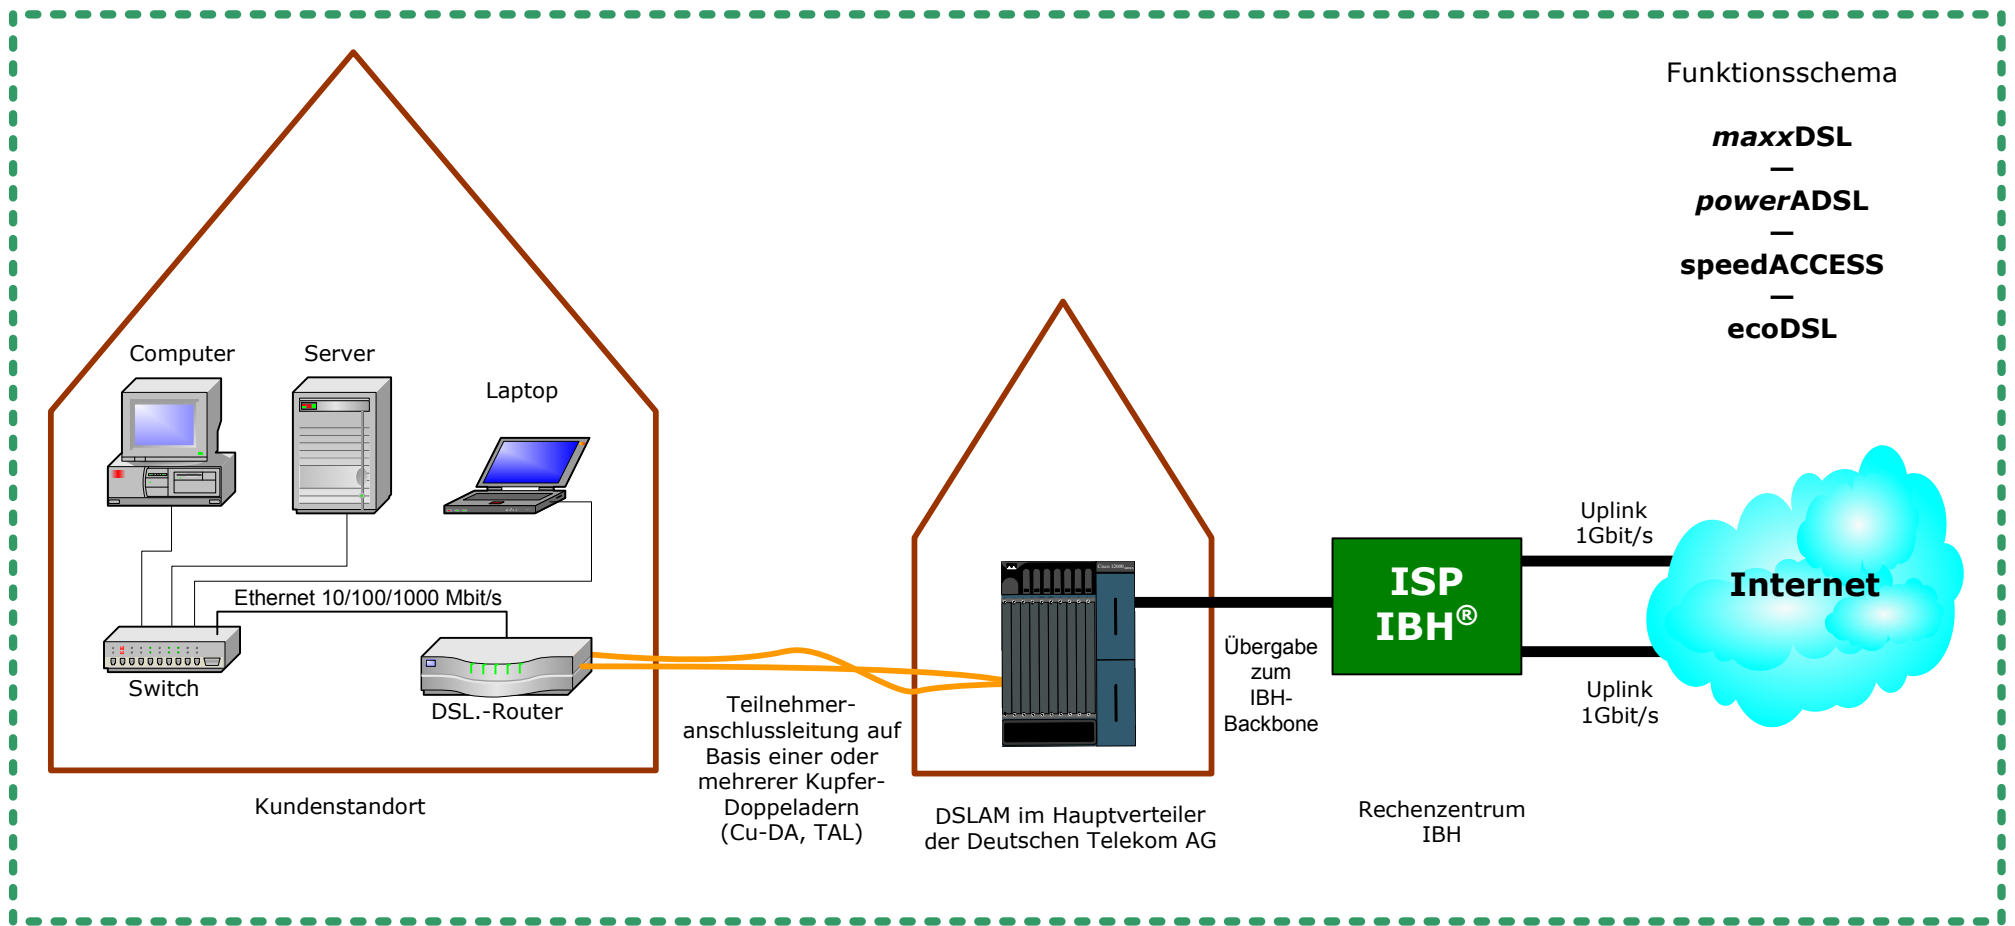 Funktionsschema
maxxDSL
—
powerADSL
—
speedACCESS
—
ecoDSL
Computer
Server
Laptop
Ethernet 10/100/1000 Mbit/s
Switch
DSL.-Router
Kundenstandort
Teilnehmer-
anschlussleitung auf
Basis einer oder
mehrerer Kupfer-
Doppeladern
(Cu-DA, TAL)
Cisco 12000
DSLAM im Hauptverteiler
der Deutschen Telekom AG
Übergabe
zum
IBH-
Backbone
ISP
IBH®
Rechenzentrum
IBH
Uplink
1Gbit/s
Uplink
1Gbit/s
Internet